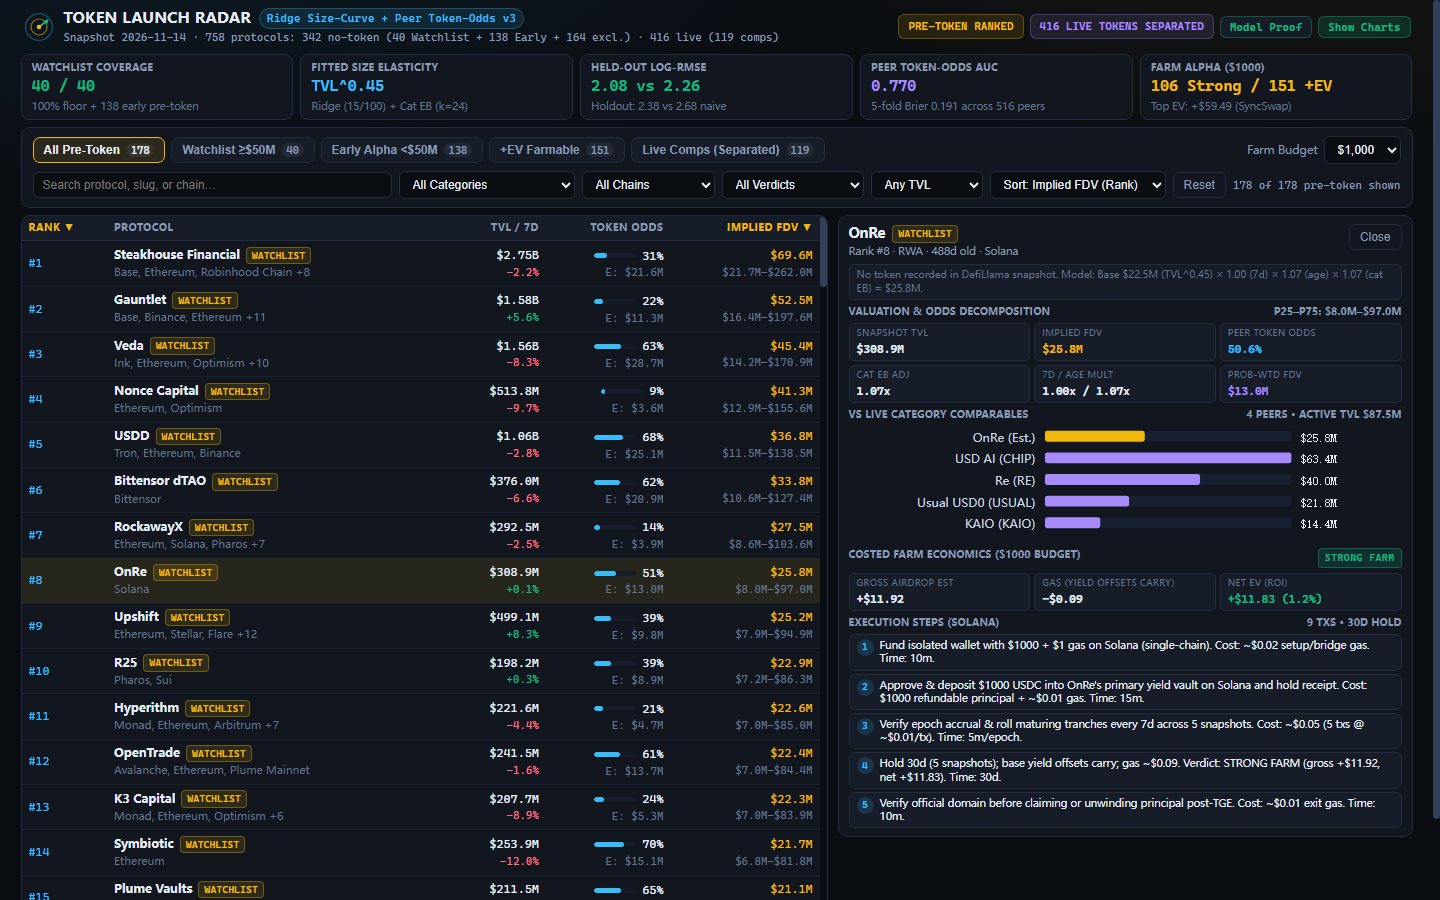 TOKEN LAUNCH RADAR Ridge Size-Curve + Peer Token-Odds v3
Snapshot 2026-11-14 · 758 protocols: 342 no-token (40 Watchlist + 138 Early + 164 excl.) · 416 live (119 comps)
PRE-TOKEN RANKED 416 LIVE TOKENS SEPARATED Model Proof Show Charts
WATCHLIST COVERAGE
40 / 40
100% floor + 138 early pre-token
FITTED SIZE ELASTICITY
TVL^0.45
Ridge (15/100) + Cat EB (k=24)
HELD-OUT LOG-RMSE
2.08 vs 2.26
Holdout: 2.38 vs 2.68 naive
PEER TOKEN-ODDS AUC
0.770
5-fold Brier 0.191 across 516 peers
FARM ALPHA ($1000)
106 Strong / 151 +EV
Top EV: +$59.49 (SyncSwap)
All Pre-Token 178 Watchlist ≥$50M 40 Early Alpha <$50M 138 +EV Farmable 151 Live Comps (Separated) 119 Farm Budget $1,000
Search protocol, slug, or chain... All Categories All Chains All Verdicts Any TVL Sort: Implied FDV (Rank) Reset 178 of 178 pre-token shown
RANK ▼ PROTOCOL TVL / 7D TOKEN ODDS IMPLIED FDV ▼
#1 Steakhouse Financial WATCHLIST $2.75B 31% $69.6M
Base, Ethereum, Robinhood Chain +8 -2.2% E: $21.6M $21.7M–$262.0M
#2 Gauntlet WATCHLIST $1.58B 22% $52.5M
Base, Binance, Ethereum +11 +5.6% E: $11.3M $16.4M–$197.6M
#3 Veda WATCHLIST $1.56B 63% $45.4M
Ink, Ethereum, Optimism +10 -8.3% E: $28.7M $14.2M–$170.9M
#4 Nonce Capital WATCHLIST $513.8M 9% $41.3M
Ethereum, Optimism -9.7% E: $3.6M $12.9M–$155.6M
#5 USDD WATCHLIST $1.06B 68% $36.8M
Tron, Ethereum, Binance -2.8% E: $25.1M $11.5M–$138.5M
#6 Bittensor dTAO WATCHLIST $376.0M 62% $33.8M
Bittensor -6.6% E: $20.9M $10.6M–$127.4M
#7 RockawayX WATCHLIST $292.5M 14% $27.5M
Ethereum, Solana, Pharos +7 -2.5% E: $3.9M $8.6M–$103.6M
#8 OnRe WATCHLIST $308.9M 51% $25.8M
Solana +0.1% E: $13.0M $8.0M–$97.0M
#9 Upshift WATCHLIST $499.1M 39% $25.2M
Ethereum, Stellar, Flare +12 +8.3% E: $9.8M $7.9M–$94.9M
#10 R25 WATCHLIST $198.2M 39% $22.9M
Pharos, Sui +0.3% E: $8.9M $7.2M–$86.3M
#11 Hyperithm WATCHLIST $221.6M 21% $22.6M
Monad, Ethereum, Arbitrum +7 -4.4% E: $4.7M $7.0M–$85.0M
#12 OpenTrade WATCHLIST $241.5M 61% $22.4M
Avalanche, Ethereum, Plume Mainnet -1.6% E: $13.7M $7.0M–$84.4M
#13 K3 Capital WATCHLIST $207.7M 24% $22.3M
Monad, Ethereum, Optimism +6 -8.9% E: $5.3M $7.0M–$83.9M
#14 Symbiotic WATCHLIST $253.9M 70% $21.7M
Ethereum -12.0% E: $15.1M $6.8M–$81.8M
#15 Plume Vaults WATCHLIST $211.5M 65% $21.1M
OnRe WATCHLIST Close
Rank #8 · RWA · 488d old · Solana
No token recorded in DefiLlama snapshot. Model: Base $22.5M (TVL^0.45) × 1.00 (7d) × 1.07 (age) × 1.07 (cat
EB) = $25.8M.
VALUATION & ODDS DECOMPOSITION P25–P75: $8.0M–$97.0M
SNAPSHOT TVL IMPLIED FDV PEER TOKEN ODDS
$308.9M $25.8M 50.6%
CAT EB ADJ 7D / AGE MULT PROB-WTD FDV
1.07x 1.00x / 1.07x $13.0M
VS LIVE CATEGORY COMPARABLES 4 PEERS • ACTIVE TVL $87.5M
OnRe (Est.) $25.8M
USD AI (CHIP) $63.4M
Re (RE) $40.0M
Usual USD0 (USUAL) $21.8M
KAIO (KAIO) $14.4M
COSTED FARM ECONOMICS ($1000 BUDGET) STRONG FARM
GROSS AIRDROP EST GAS (YIELD OFFSETS CARRY) NET EV (ROI)
+$11.92 −$0.09 +$11.83 (1.2%)
EXECUTION STEPS (SOLANA) 9 TXS • 30D HOLD
1 Fund isolated wallet with $1000 + $1 gas on Solana (single-chain). Cost: ~$0.02 setup/bridge gas.
Time: 10m.
2 Approve & deposit $1000 USDC into OnRe's primary yield vault on Solana and hold receipt. Cost:
$1000 refundable principal + ~$0.01 gas. Time: 15m.
3 Verify epoch accrual & roll maturing tranches every 7d across 5 snapshots. Cost: ~$0.05 (5 txs @
~$0.01/tx). Time: 5m/epoch.
4 Hold 30d (5 snapshots); base yield offsets carry; gas ~$0.09. Verdict: STRONG FARM (gross +$11.92,
net +$11.83). Time: 30d.
5 Verify official domain before claiming or unwinding principal post-TGE. Cost: ~$0.01 exit gas. Time:
10m.